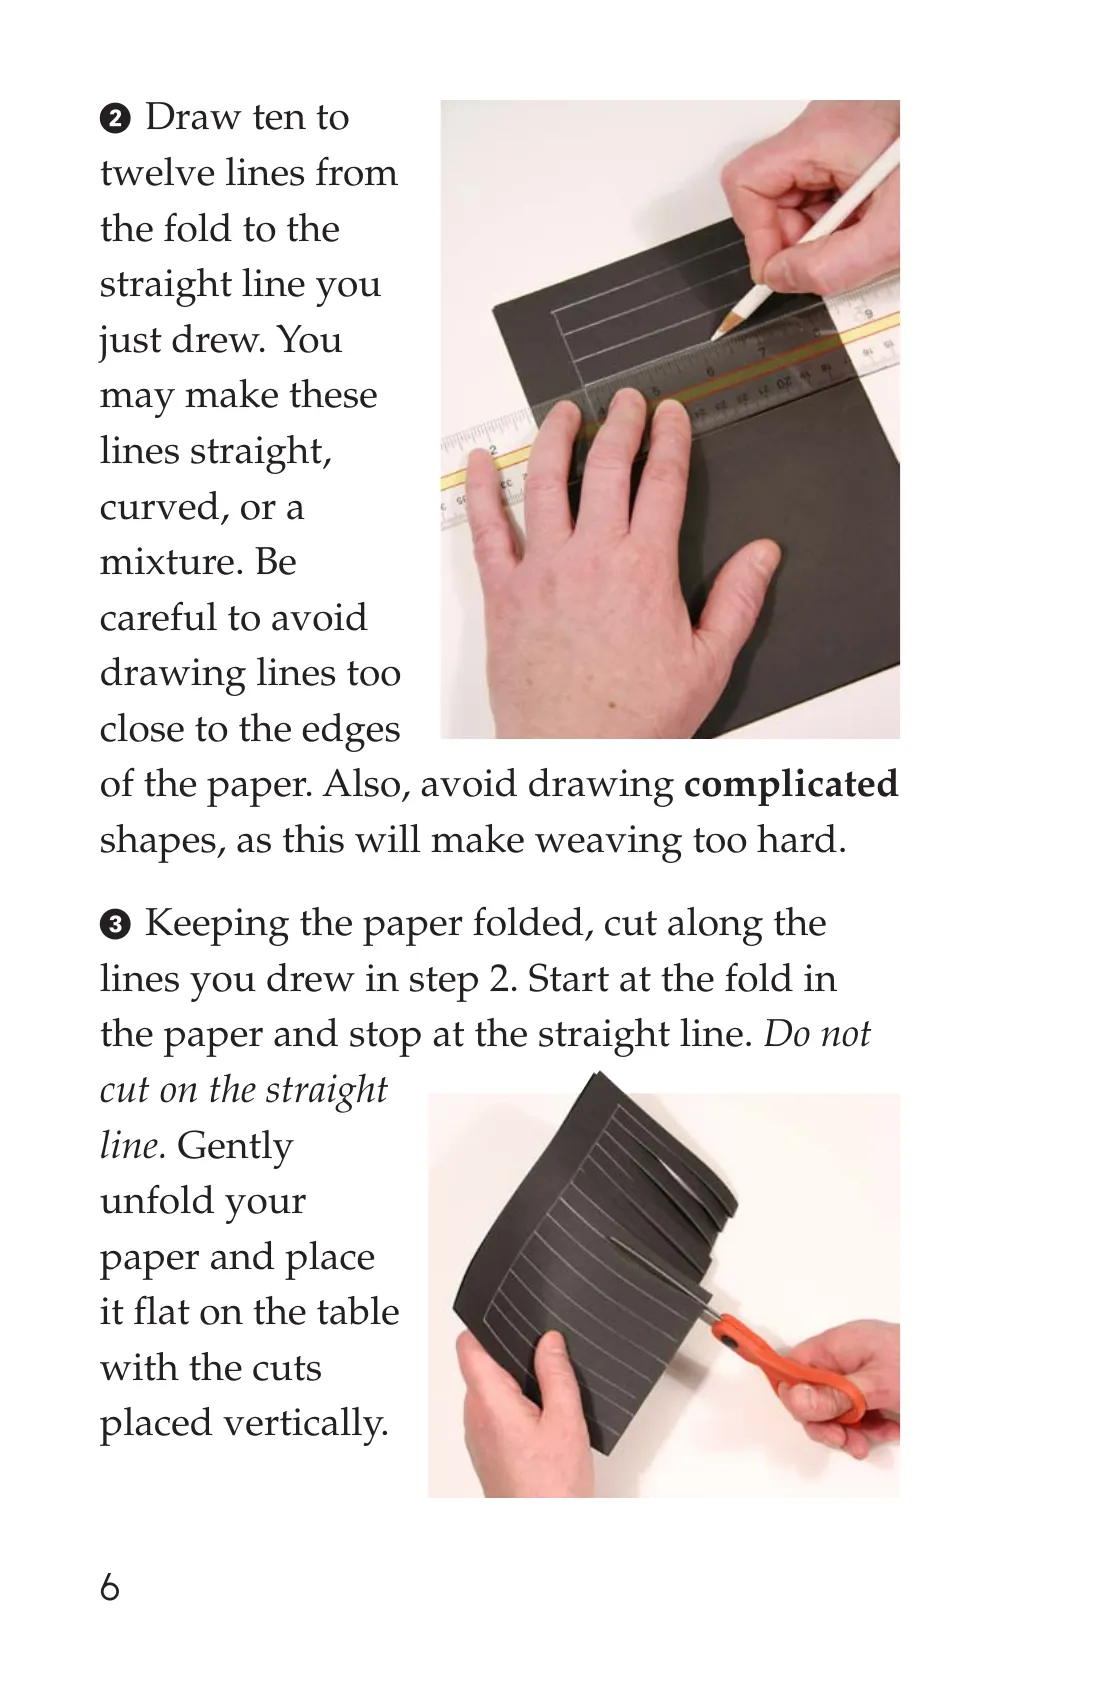 ❷ Draw ten to
twelve lines from
the fold to the
straight line you
just drew. You
may make these
lines straight,
curved, or a
mixture. Be
careful to avoid
drawing lines too
close to the edges
of the paper. Also, avoid drawing complicated
shapes, as this will make weaving too hard.
❸ Keeping the paper folded, cut along the
lines you drew in step 2. Start at the fold in
the paper and stop at the straight line. Do not
cut on the straight
line. Gently
unfold your
paper and place
it flat on the table
with the cuts
placed vertically.
6